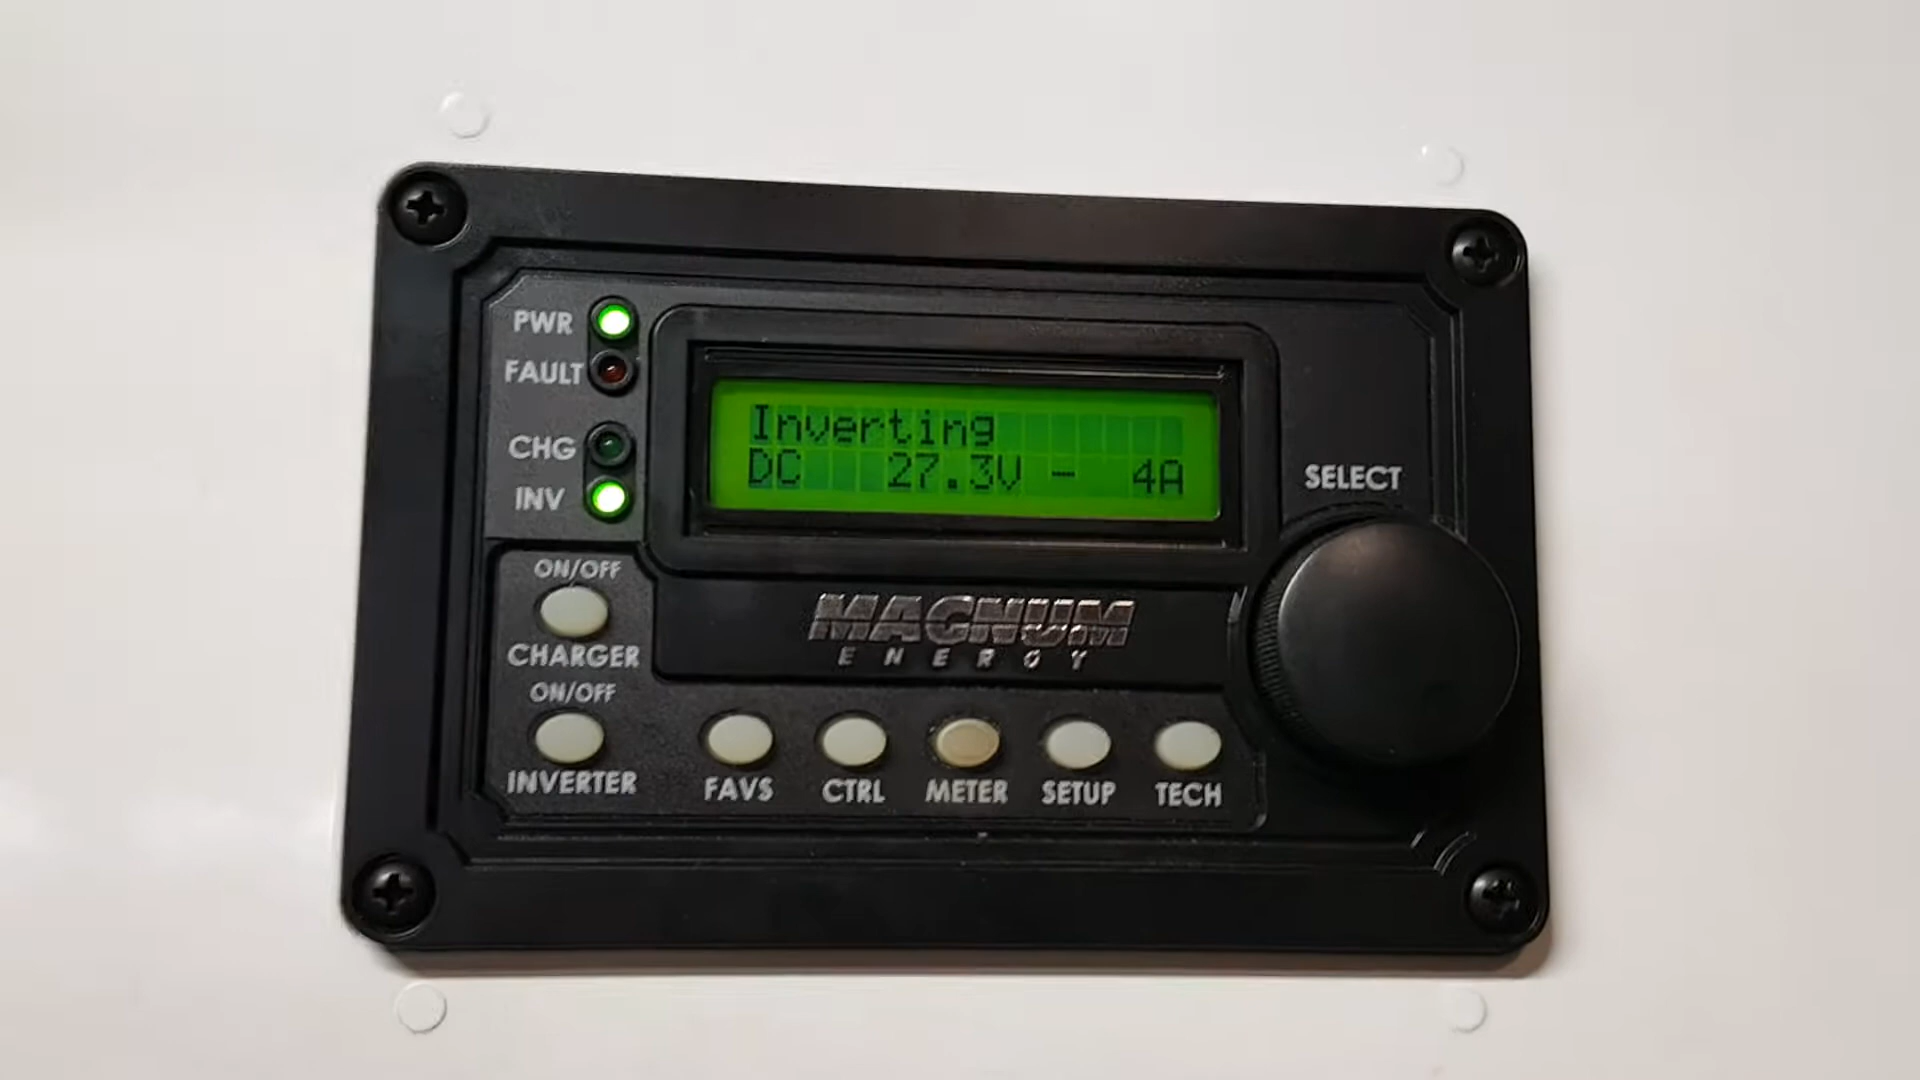 PWR
FAULT
CHG
INV
Inverting
DC 27.3V - 4A
SELECT
ON/OFF
CHARGER
MAGNUM
ENERGY
ON/OFF
INVERTER
FAVS
CTRL
METER
SETUP
TECH